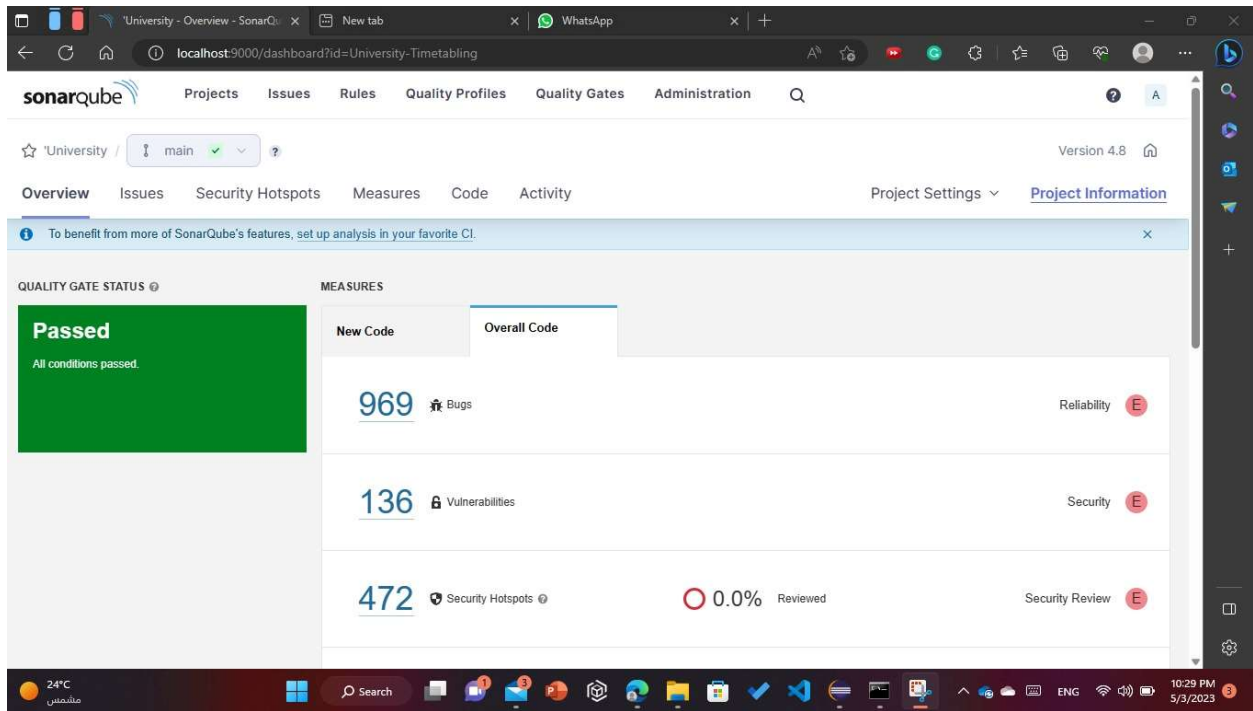 'University - Overview - SonarQu
New tab
WhatsApp
localhost:9000/dashboard?id=University-Timetabling
sonarqube
Projects Issues Rules Quality Profiles Quality Gates Administration
A
'University / main
Version 4.8
Overview Issues Security Hotspots Measures Code Activity
Project Settings Project Information
To benefit from more of SonarQube's features, set up analysis in your favorite CI.
QUALITY GATE STATUS
MEASURES
Passed
All conditions passed.
New Code
Overall Code
969 Bugs
Reliability E
136 Vulnerabilities
Security E
472 Security Hotspots
0.0% Reviewed
Security Review E
24°C
مشمس
Search
1
3
ENG
10:29 PM
5/3/2023
3